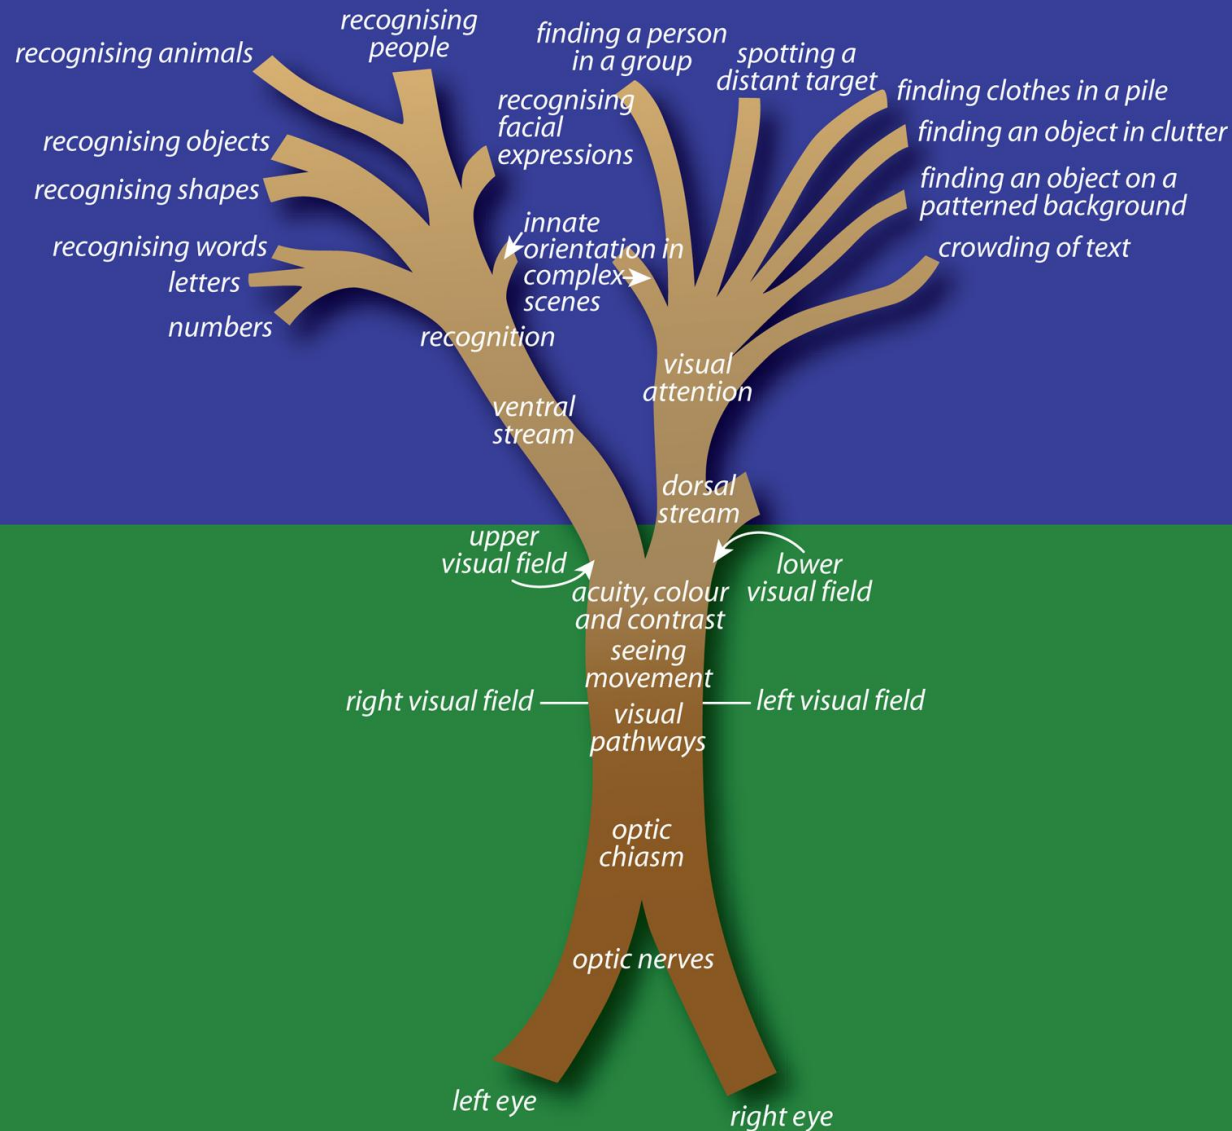 recognising
people
recognising animals
finding a person
in a group
spotting a
distant target
finding clothes in a pile
recognising
facial
expressions
finding an object in clutter
recognising objects
recognising shapes
finding an object on a
patterned background
innate
orientation in
complex
scenes
recognising words
letters
numbers
crowding of text
recognition
visual
attention
ventral
stream
dorsal
stream
upper
visual field
lower
visual field
acuity, colour
and contrast
seeing
movement
right visual field
left visual field
visual
pathways
optic
chiasm
optic nerves
left eye
right eye